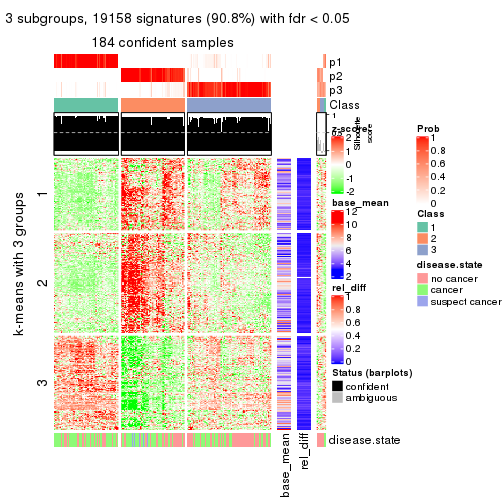 3 subgroups, 19158 signatures (90.8%) with fdr < 0.05
184 confident samples
p1
p2
p3
Class
1
0.5
0
Silhouette
score
z-score
2
1
0
-1
-2
base_mean
12
10
8
6
4
2
rel_diff
1
0.8
0.6
0.4
0.2
0
Status (barplots)
confident
ambiguous
Prob
1
0.8
0.6
0.4
0.2
0
Class
1
2
3
disease.state
no cancer
cancer
suspect cancer
k-means with 3 groups
1
2
3
disease.state
base_mean
rel_diff